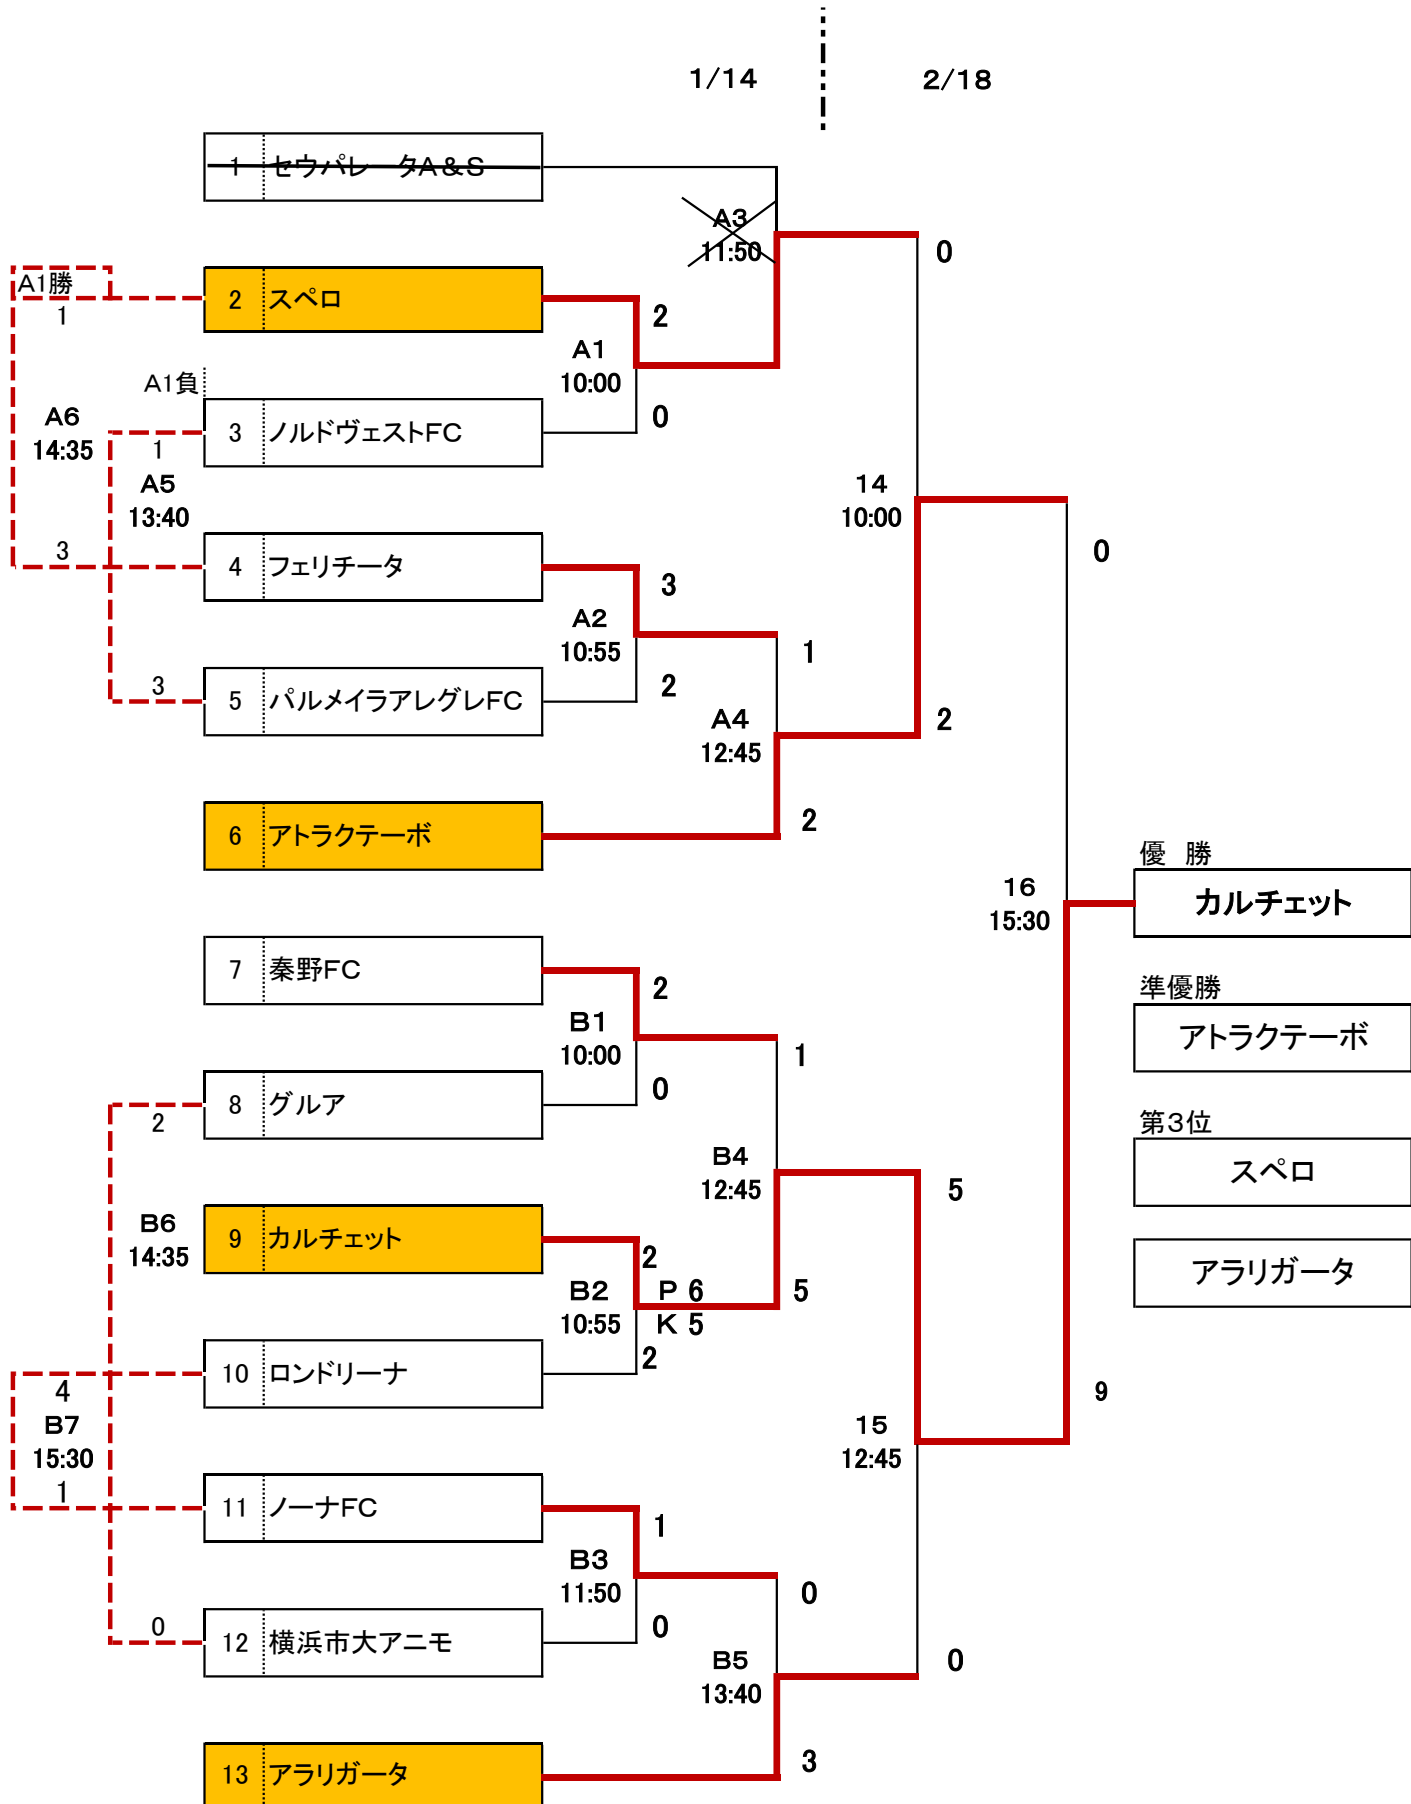 1/14
2/18
1 セウパレータA&S
A3
11:50
0
A1勝
1
2 スペロ
2
A1
10:00
A1負
0
A6
14:35
3 ノルドヴェストFC
1
A5
13:40
14
10:00
3
4 フェリチータ
3
0
A2
10:55
1
3
5 パルメイラアレグレFC
2
A4
12:45
2
6 アトラクテーボ
2
優 勝
16
15:30
カルチェット
7 秦野FC
2
準優勝
B1
10:00
1
アトラクテーボ
0
2
8 グルア
第3位
B4
12:45
スペロ
5
B6
14:35
9 カルチェット
2
アラリガータ
B2
10:55
P 6
K 5
5
2
10 ロンドリーナ
4
9
B7
15:30
15
12:45
1
11 ノーナFC
1
B3
11:50
0
0
0
12 横浜市大アニモ
B5
13:40
0
13 アラリガータ
3